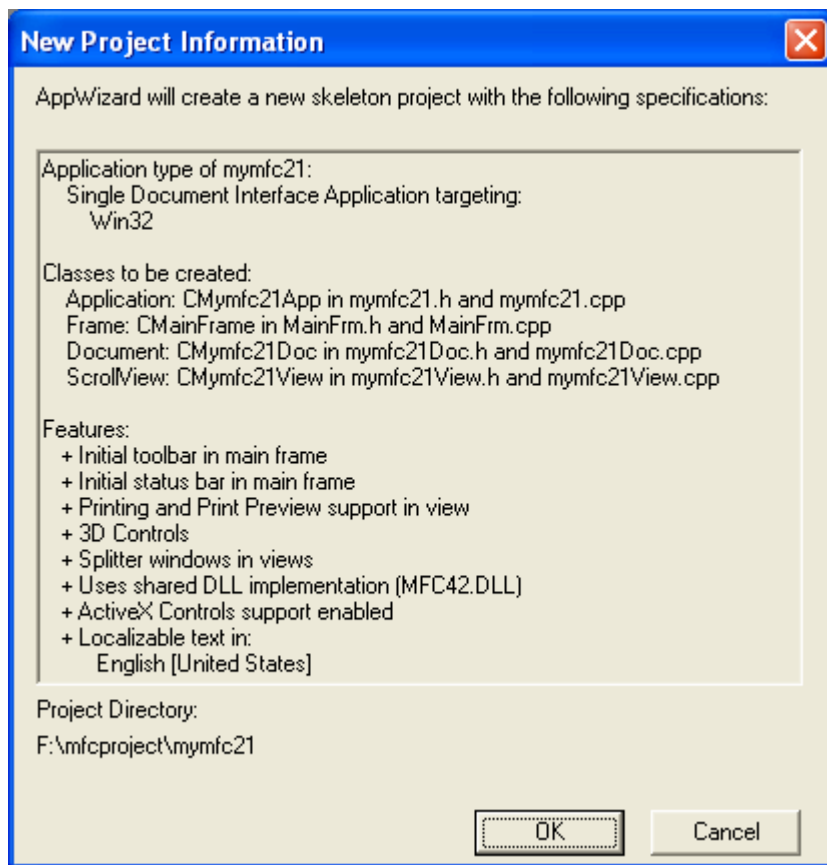 New Project Information
AppWizard will create a new skeleton project with the following specifications:
Application type of mymfc21:
Single Document Interface Application targeting:
Win32
Classes to be created:
Application: CMymfc21App in mymfc21.h and mymfc21.cpp
Frame: CMainFrame in MainFrm.h and MainFrm.cpp
Document: CMymfc21Doc in mymfc21Doc.h and mymfc21Doc.cpp
ScrollView: CMymfc21View in mymfc21View.h and mymfc21View.cpp
Features:
+ Initial toolbar in main frame
+ Initial status bar in main frame
+ Printing and Print Preview support in view
+ 3D Controls
+ Splitter windows in views
+ Uses shared DLL implementation (MFC42.DLL)
+ ActiveX Controls support enabled
+ Localizable text in:
English [United States]
Project Directory:
F:\mfcproject\mymfc21
OK Cancel